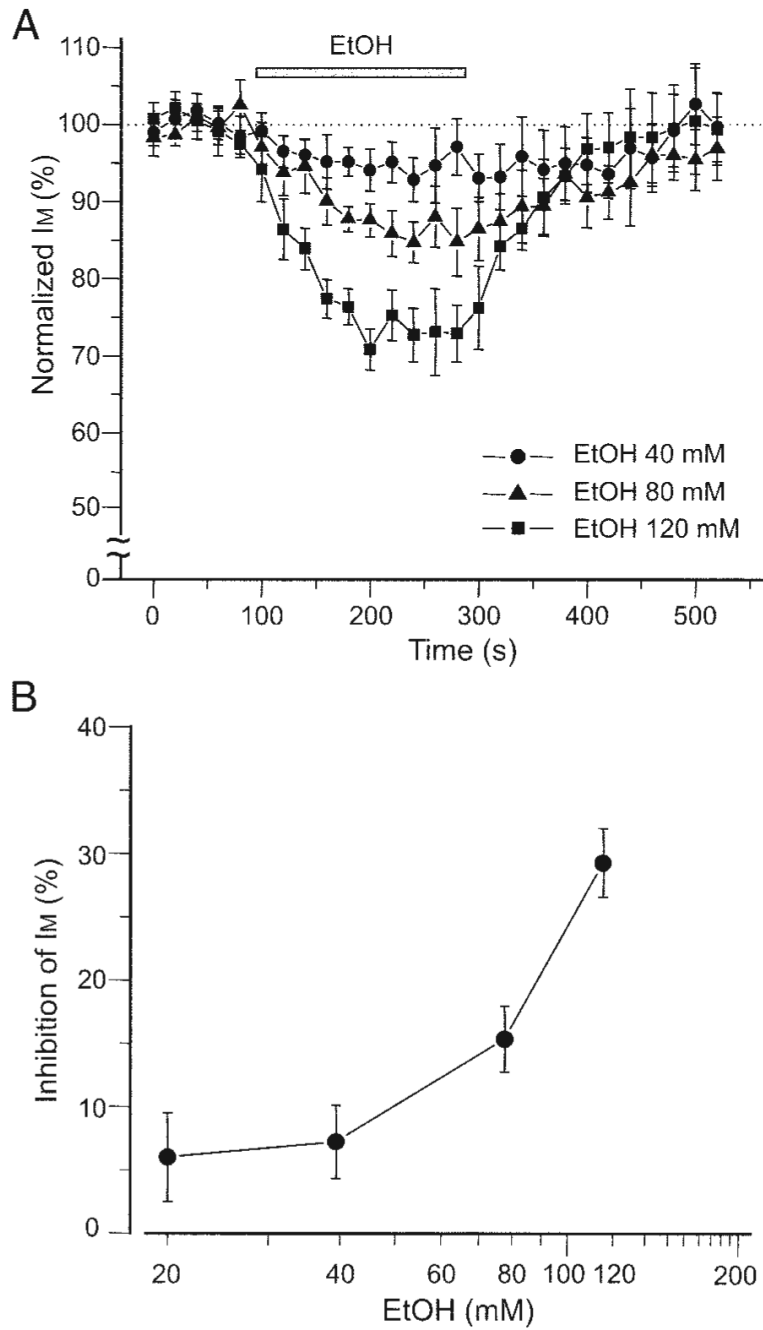 A
EtOH
110
100
90
80
70
60
50
0
Normalized IM (%)
EtOH 40 mM
EtOH 80 mM
EtOH 120 mM
0 100 200 300 400 500
Time (s)
B
40
30
20
10
0
Inhibition of IM (%)
20 40 60 80 100 120 200
EtOH (mM)